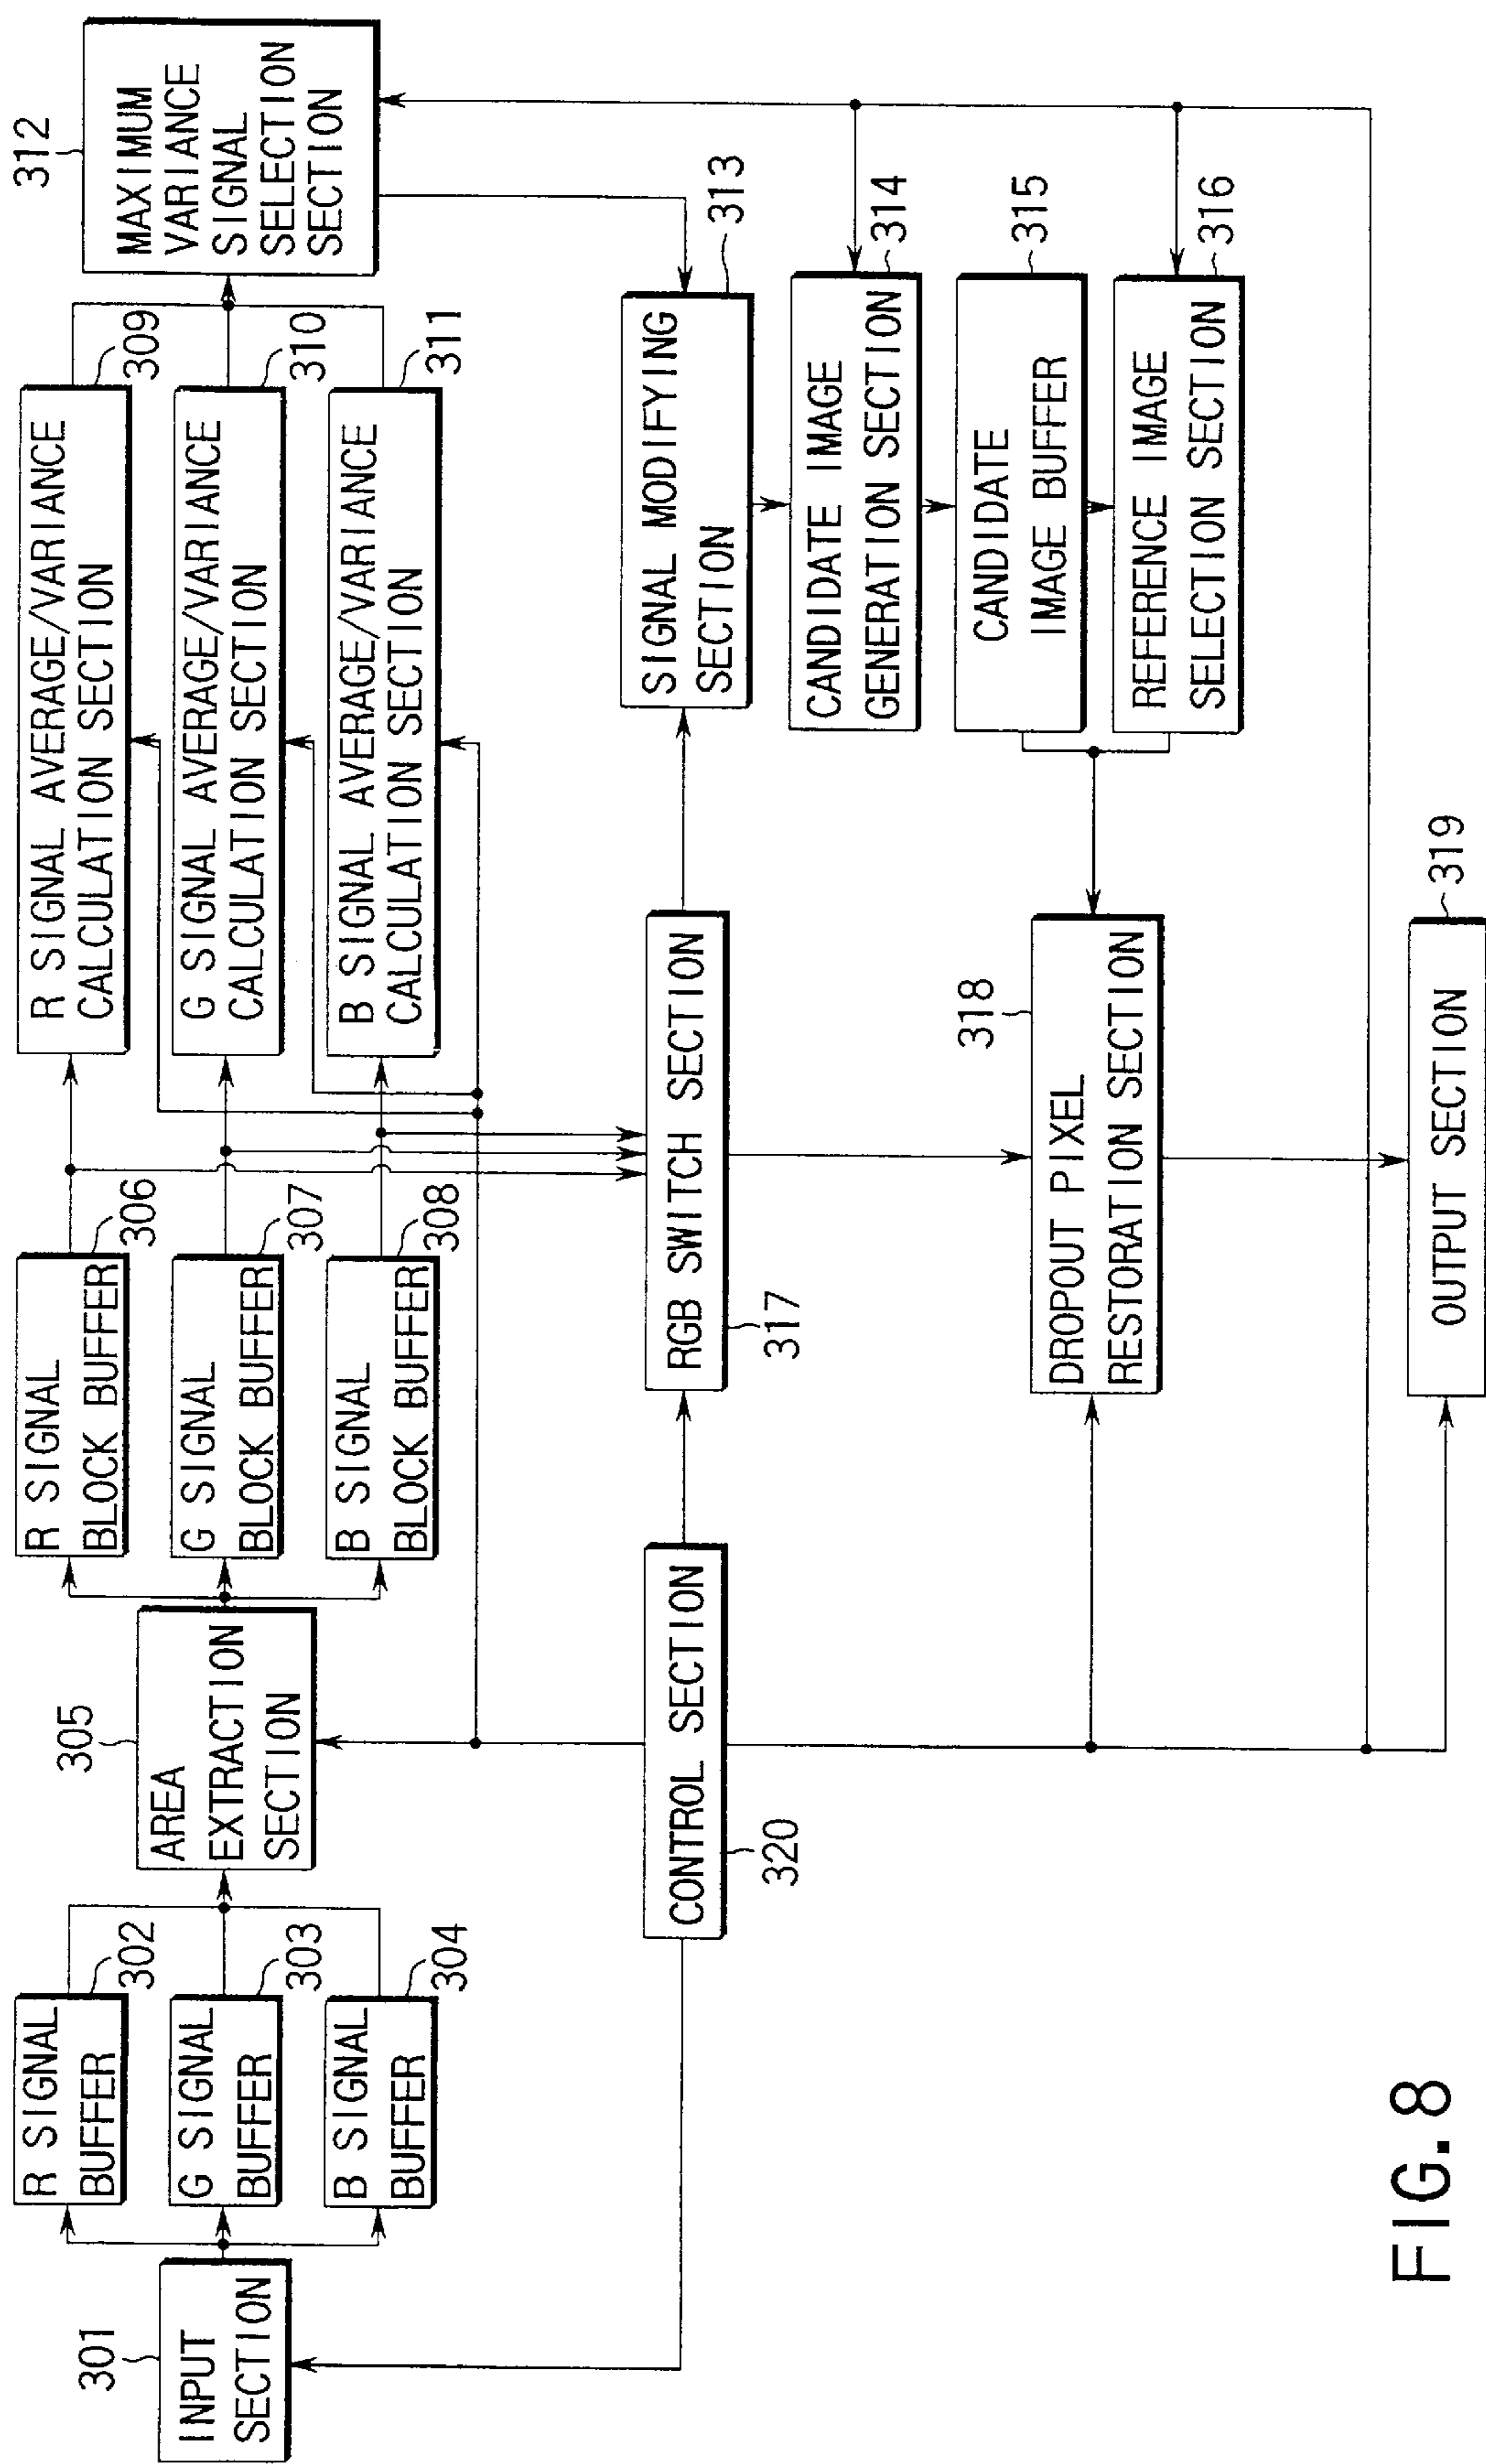 301
INPUT
SECTION
R SIGNAL
BUFFER
302
G SIGNAL
BUFFER
303
B SIGNAL
BUFFER
304
305
AREA
EXTRACTION
SECTION
R SIGNAL
BLOCK BUFFER
306
G SIGNAL
BLOCK BUFFER
307
B SIGNAL
BLOCK BUFFER
308
R SIGNAL AVERAGE/VARIANCE
CALCULATION SECTION
309
G SIGNAL AVERAGE/VARIANCE
CALCULATION SECTION
310
B SIGNAL AVERAGE/VARIANCE
CALCULATION SECTION
311
312
MAXIMUM
VARIANCE
SIGNAL
SELECTION
SECTION
CONTROL SECTION
320
RGB SWITCH SECTION
317
SIGNAL MODIFYING
SECTION
313
CANDIDATE IMAGE
GENERATION SECTION
314
CANDIDATE
IMAGE BUFFER
315
REFERENCE IMAGE
SELECTION SECTION
316
318
DROPOUT PIXEL
RESTORATION SECTION
OUTPUT SECTION
319
FIG. 8